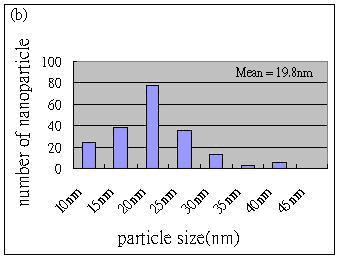 (b)
Mean = 19.8nm
number of nanoparticle
100
80
60
40
20
0
10nm 15nm 20nm 25nm 30nm 35nm 40nm 45nm
particle size(nm)